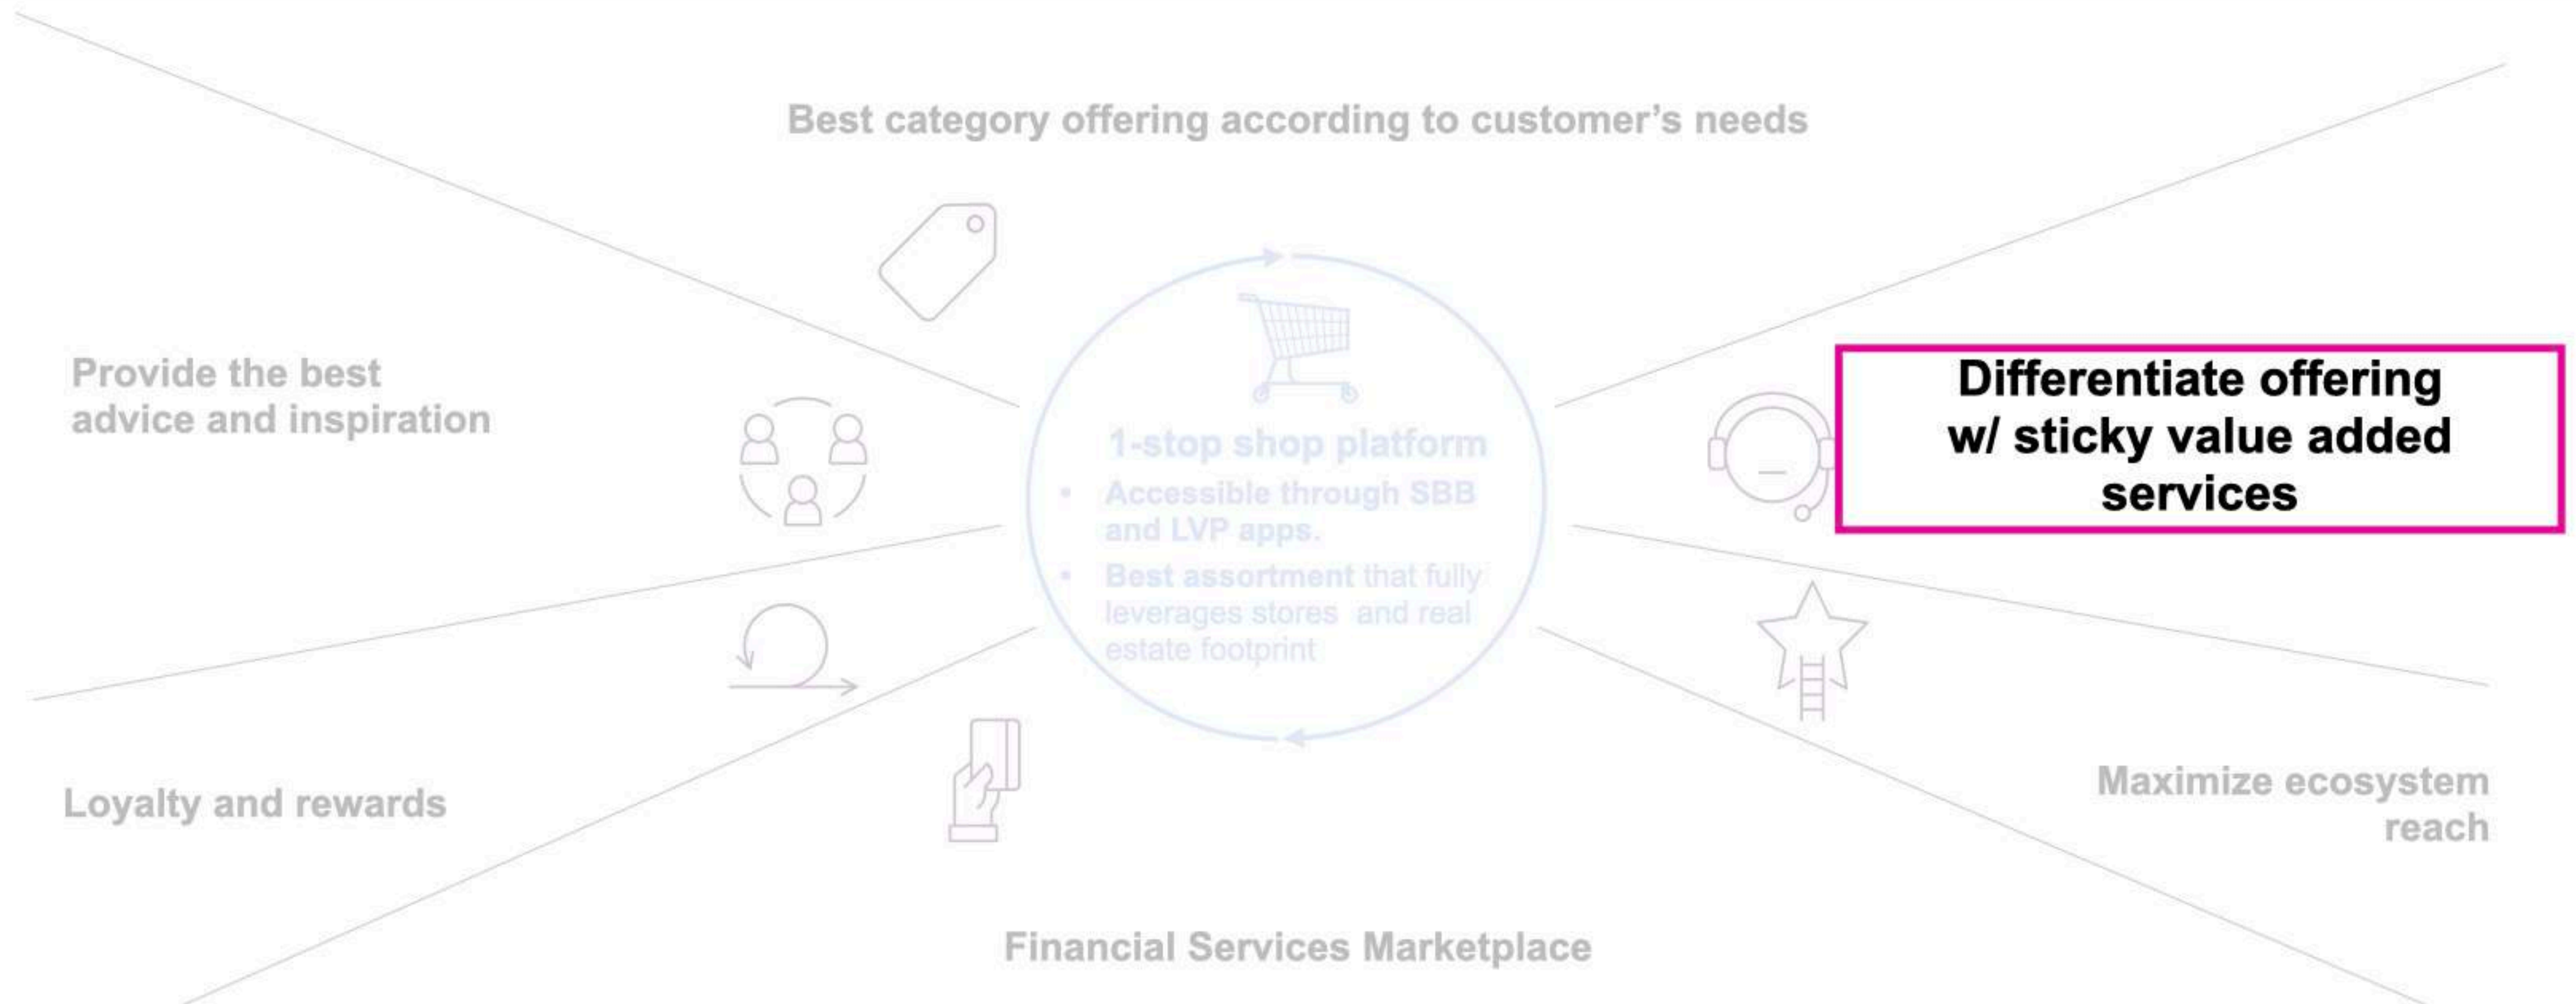 Best category offering according to customer's needs
Provide the best
advice and inspiration
1-stop shop platform
▪ Accessible through SBB
and LVP apps.
▪ Best assortment that fully
leverages stores and real
estate footprint
Differentiate offering
w/ sticky value added
services
Loyalty and rewards
Maximize ecosystem
reach
Financial Services Marketplace